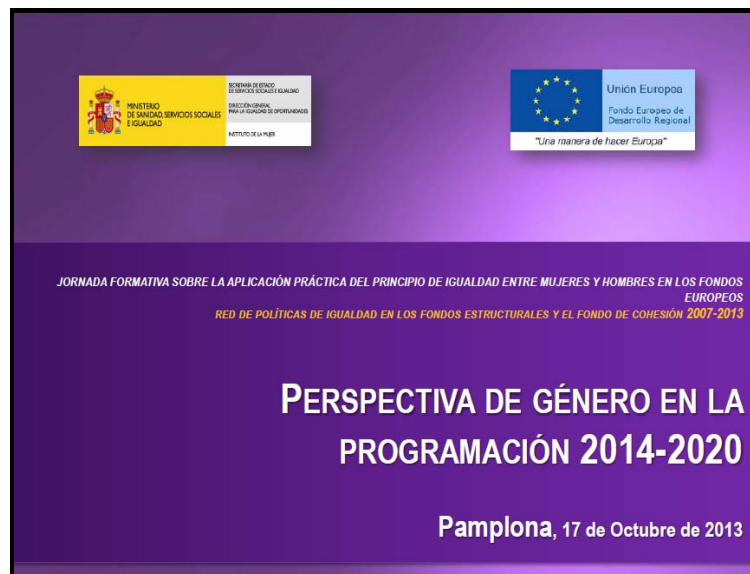 MINISTERIO
DE SANIDAD, SERVICIOS SOCIALES
E IGUALDAD
SECRETARÍA DE ESTADO
DE SERVICIOS SOCIALES E IGUALDAD
DIRECCIÓN GENERAL
PARA LA IGUALDAD DE OPORTUNIDADES
INSTITUTO DE LA MUJER
Unión Europea
Fondo Europeo de
Desarrollo Regional
"Una manera de hacer Europa"
JORNADA FORMATIVA SOBRE LA APLICACIÓN PRÁCTICA DEL PRINCIPIO DE IGUALDAD ENTRE MUJERES Y HOMBRES EN LOS FONDOS
EUROPEOS
RED DE POLÍTICAS DE IGUALDAD EN LOS FONDOS ESTRUCTURALES Y EL FONDO DE COHESIÓN 2007-2013
PERSPECTIVA DE GÉNERO EN LA
PROGRAMACIÓN 2014-2020
Pamplona, 17 de Octubre de 2013